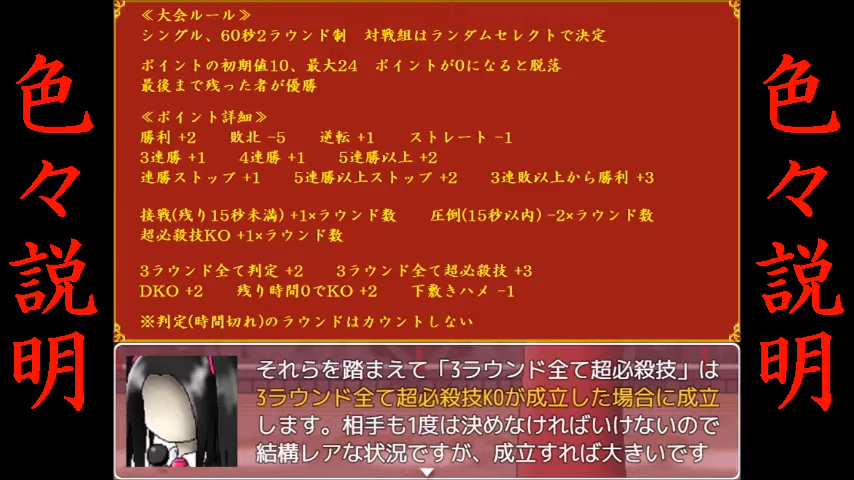 色々説明
≪大会ルール≫
シングル、60秒2ラウンド制　対戦組はランダムセレクトで決定
ポイントの初期値10、最大24　ポイントが0になると脱落
最後まで残った者が優勝
≪ポイント詳細≫
勝利 +2　　敗北 -5　　逆転 +1　　ストレート -1
3連勝 +1　　4連勝 +1　　5連勝以上 +2
連勝ストップ +1　　5連勝以上ストップ +2　　3連敗以上から勝利 +3
接戦(残り15秒未満) +1×ラウンド数　　圧倒(15秒以内) -2×ラウンド数
超必殺技KO +1×ラウンド数
3ラウンド全て判定 +2　　3ラウンド全て超必殺技 +3
DKO +2　　残り時間0でKO +2　　下敷きハメ -1
※判定(時間切れ)のラウンドはカウントしない
それらを踏まえて「3ラウンド全て超必殺技」は
3ラウンド全て超必殺技KOが成立した場合に成立
します。相手も1度は決めなければいけないので
結構レアな状況ですが、成立すれば大きいです
色々説明